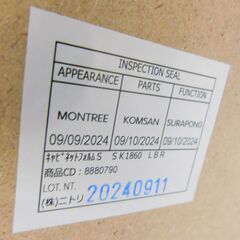 INSPECTION SEAL
APPEARANCE PARTS FUNCTION
MONTREE KOMSAN SURAPONG
09/09/2024 09/10/2024 09/10/2024
ｷｬﾋﾞﾈｯﾄﾌｫﾙﾑS SK1860 LBR
商品CD : 8880790
LOT. NT. 20240911
(株)ニトリ